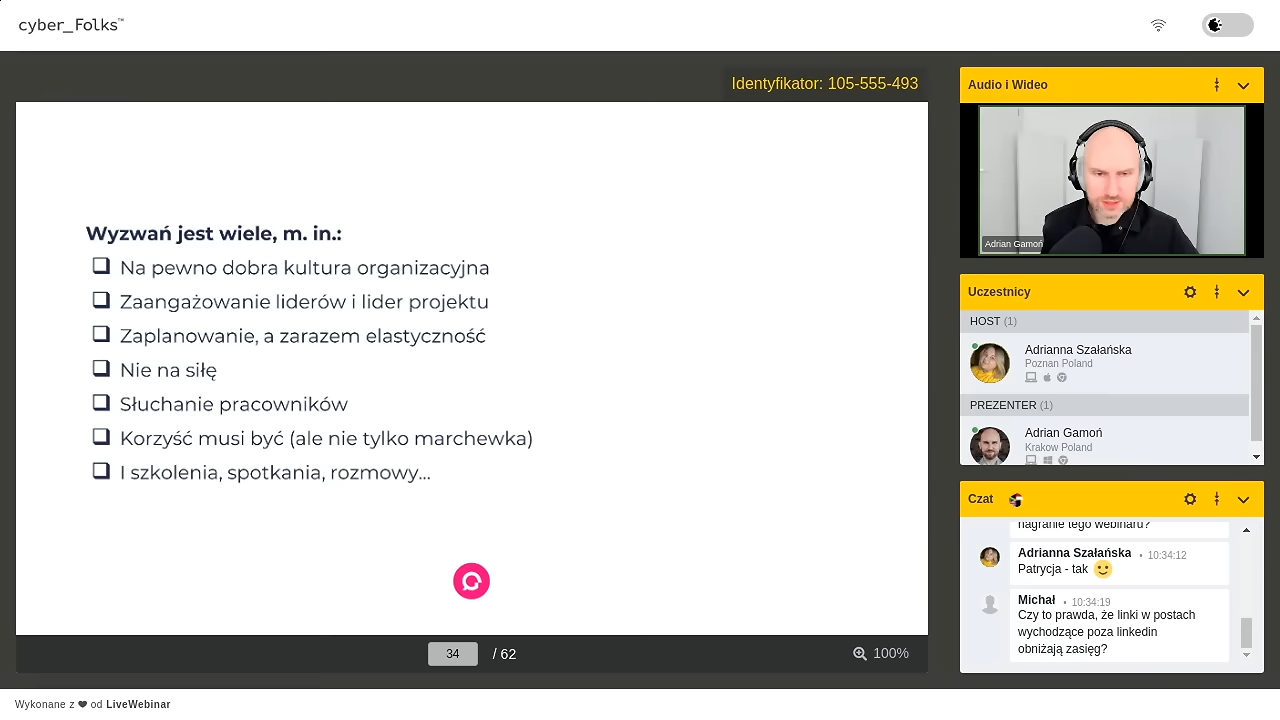 cyber_Folks™
Identyfikator: 105-555-493
Wyzwań jest wiele, m. in.:
Na pewno dobra kultura organizacyjna
Zaangażowanie liderów i lider projektu
Zaplanowanie, a zarazem elastyczność
Nie na siłę
Słuchanie pracowników
Korzyść musi być (ale nie tylko marchewka)
I szkolenia, spotkania, rozmowy...
34 / 62
100%
Audio i Wideo
Adrian Gamoń
Uczestnicy
HOST (1)
Adrianna Szałańska
Poznan Poland
PREZENTER (1)
Adrian Gamoń
Krakow Poland
Czat
nagranie tego webinaru?
Adrianna Szałańska • 10:34:12
Patrycja - tak 🙂
Michał • 10:34:19
Czy to prawda, że linki w postach
wychodzące poza linkedin
obniżają zasięg?
Wykonane z ❤ od LiveWebinar